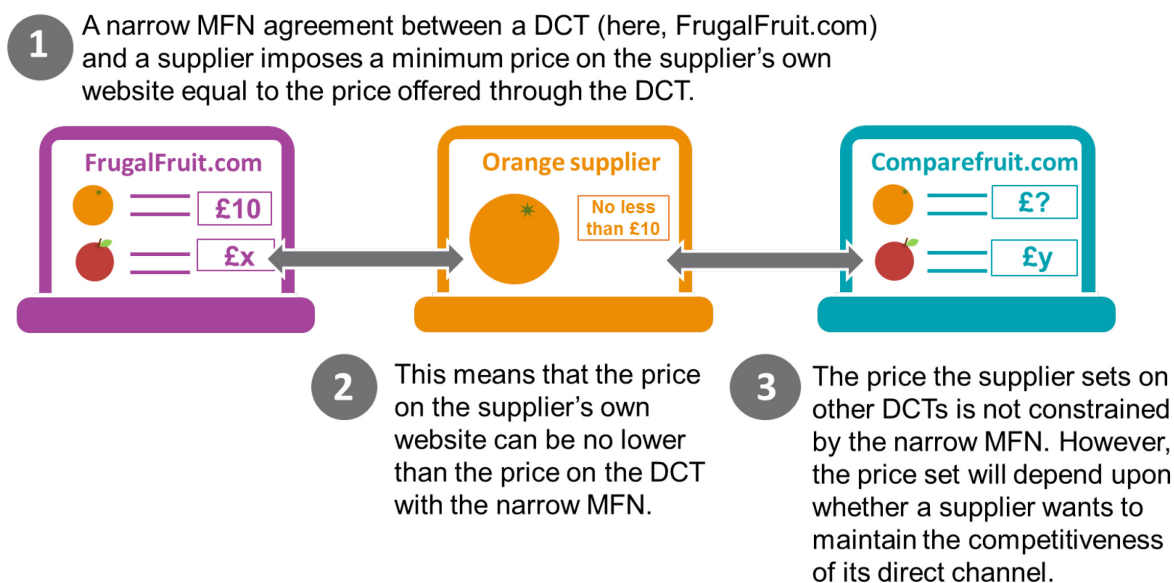 1
A narrow MFN agreement between a DCT (here, FrugalFruit.com)
and a supplier imposes a minimum price on the supplier's own
website equal to the price offered through the DCT.
FrugalFruit.com
£10
£x
Orange supplier
No less
than £10
Comparefruit.com
£?
£y
2
This means that the price
on the supplier's own
website can be no lower
than the price on the DCT
with the narrow MFN.
3
The price the supplier sets on
other DCTs is not constrained
by the narrow MFN. However,
the price set will depend upon
whether a supplier wants to
maintain the competitiveness
of its direct channel.